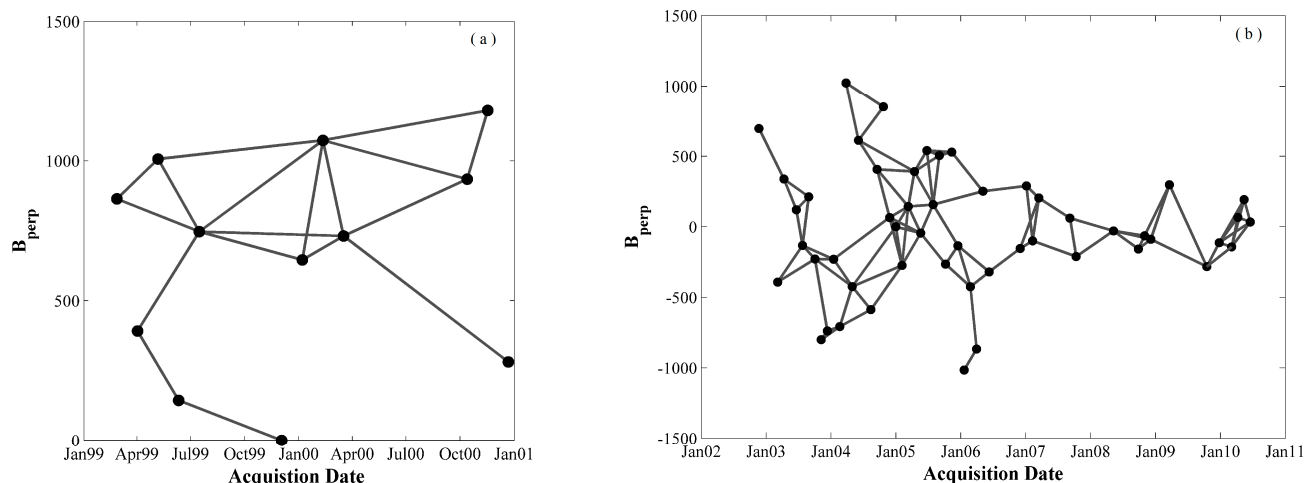 1500
( a )
1000
B perp
500
0
Jan99 Apr99 Jul99 Oct99 Jan00 Apr00 Jul00 Oct00 Jan01
Acquistion Date
1500
( b )
1000
500
0
B perp
-500
-1000
-1500
Jan02 Jan03 Jan04 Jan05 Jan06 Jan07 Jan08 Jan09 Jan10 Jan11
Acquisition Date